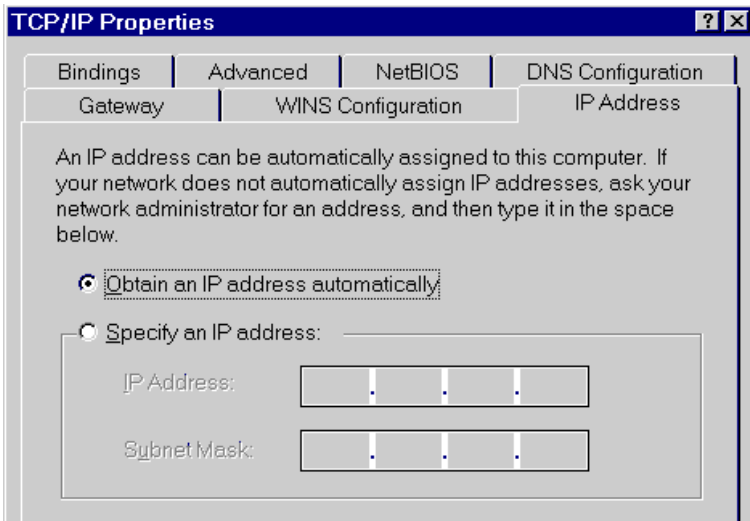 TCP/IP Properties
Bindings Advanced NetBIOS DNS Configuration
Gateway WINS Configuration IP Address
An IP address can be automatically assigned to this computer. If
your network does not automatically assign IP addresses, ask your
network administrator for an address, and then type it in the space
below.
Obtain an IP address automatically
Specify an IP address:
IP Address:
Subnet Mask: